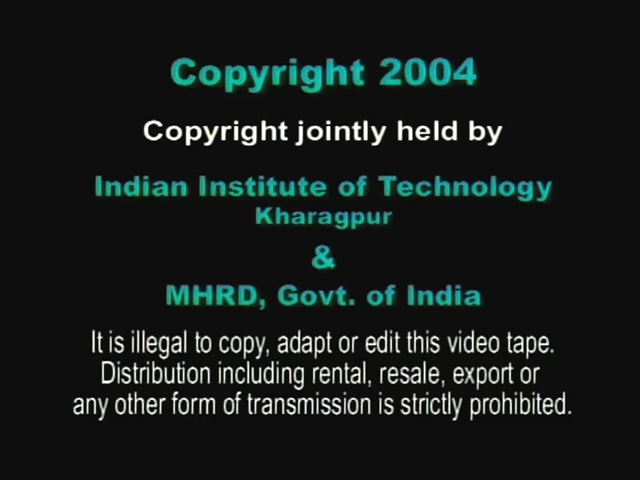 Copyright 2004
Copyright jointly held by
Indian Institute of Technology
Kharagpur
&
MHRD, Govt. of India
It is illegal to copy, adapt or edit this video tape.
Distribution including rental, resale, export or
any other form of transmission is strictly prohibited.